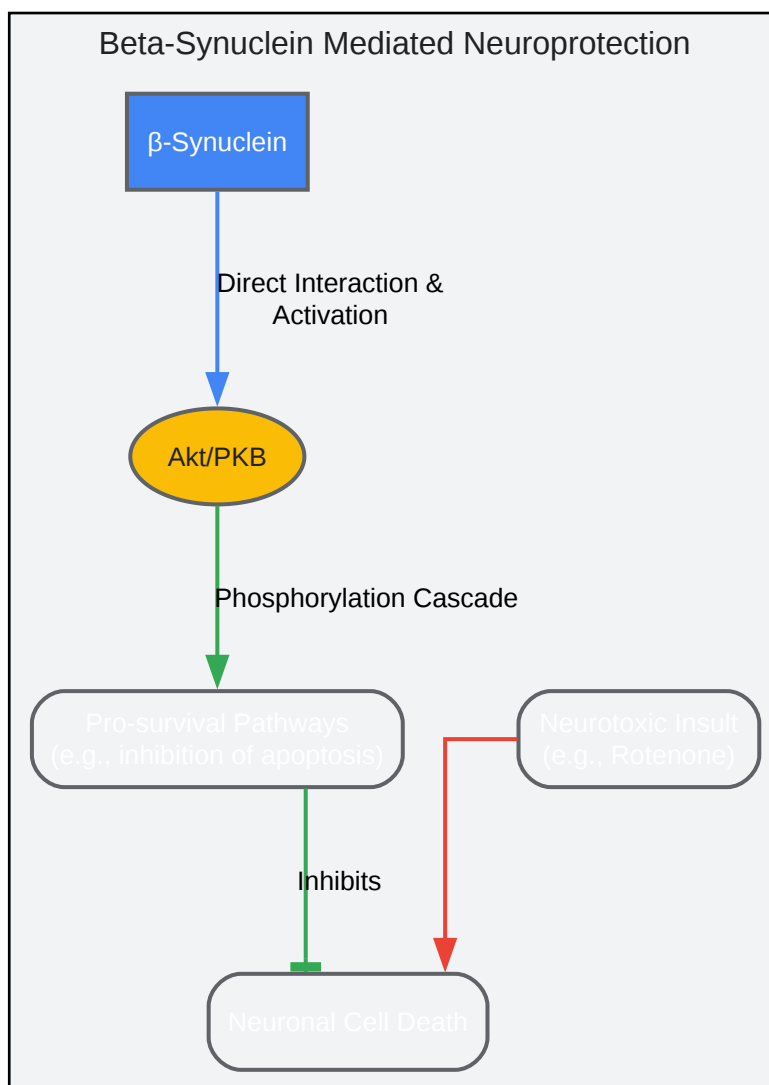 Beta-Synuclein Mediated Neuroprotection
β-Synuclein
Direct Interaction &
Activation
Akt/PKB
Phosphorylation Cascade
Pro-survival Pathways
(e.g., inhibition of apoptosis)
Neurotoxic Insult
(e.g., Rotenone)
Inhibits
Neuronal Cell Death